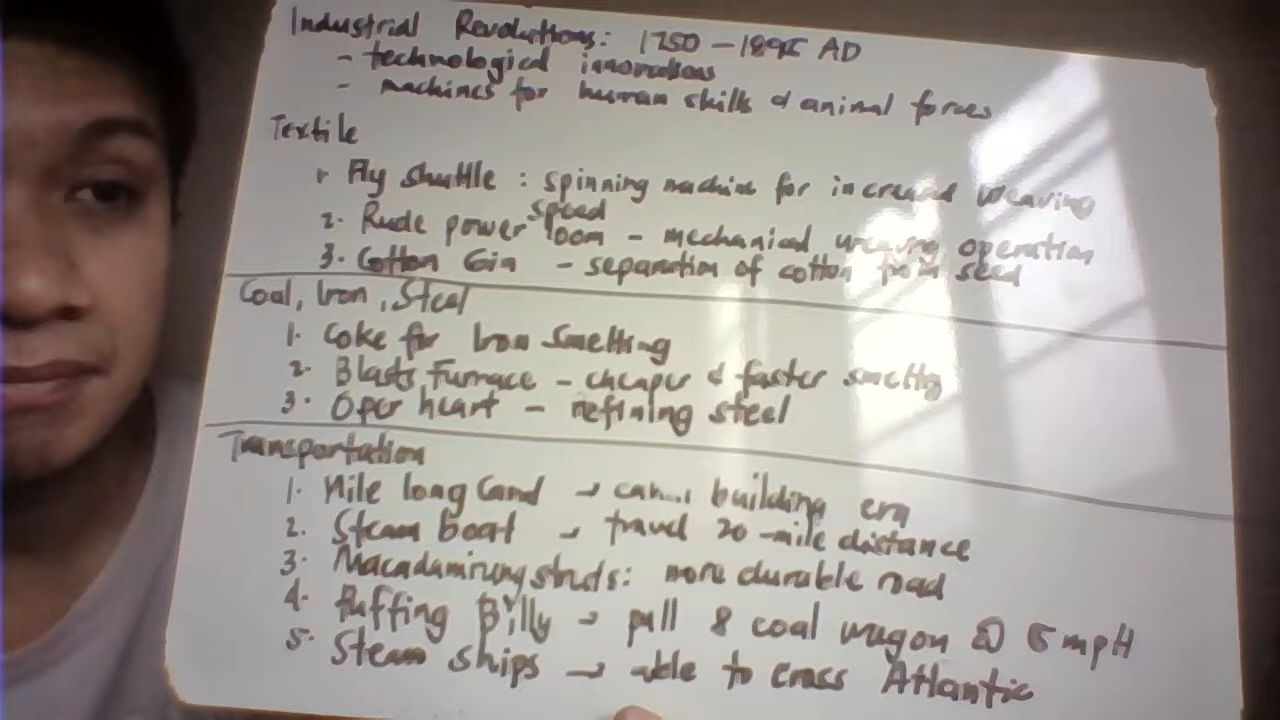 Industrial Revolutions: 1750 - 1895 AD
- technological innovations
- machines for human skills & animal forces
Textile
1. Fly shuttle : spinning machine for increased weaving
speed
2. Rude power loom - mechanical weaving operation
3. Cotton Gin - separation of cotton from seed
Coal, Iron, Steal
1. Coke for Iron Smelting
2. Blasts Furnace - cheaper & faster smelting
3. Open heart - refining steel
Transportation
1. Mile long Canal → canal building era
2. Steam boat → travel 20-mile distance
3. Macadamizing : more durable road
4. Puffing Billy → pull 8 coal wagon @ 5 mpH
5. Steam ships → able to cross Atlantic